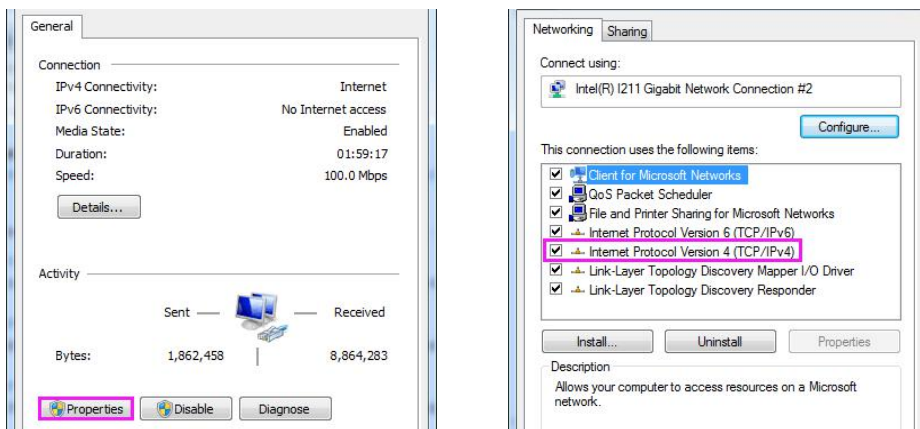 General
Connection
IPv4 Connectivity: Internet
IPv6 Connectivity: No Internet access
Media State: Enabled
Duration: 01:59:17
Speed: 100.0 Mbps
Details...
Activity
Sent Received
Bytes: 1,862,458 8,864,283
Properties Disable Diagnose
Networking Sharing
Connect using:
Intel(R) I211 Gigabit Network Connection #2
Configure...
This connection uses the following items:
Client for Microsoft Networks
QoS Packet Scheduler
File and Printer Sharing for Microsoft Networks
Internet Protocol Version 6 (TCP/IPv6)
Internet Protocol Version 4 (TCP/IPv4)
Link-Layer Topology Discovery Mapper I/O Driver
Link-Layer Topology Discovery Responder
Install... Uninstall Properties
Description
Allows your computer to access resources on a Microsoft
network.